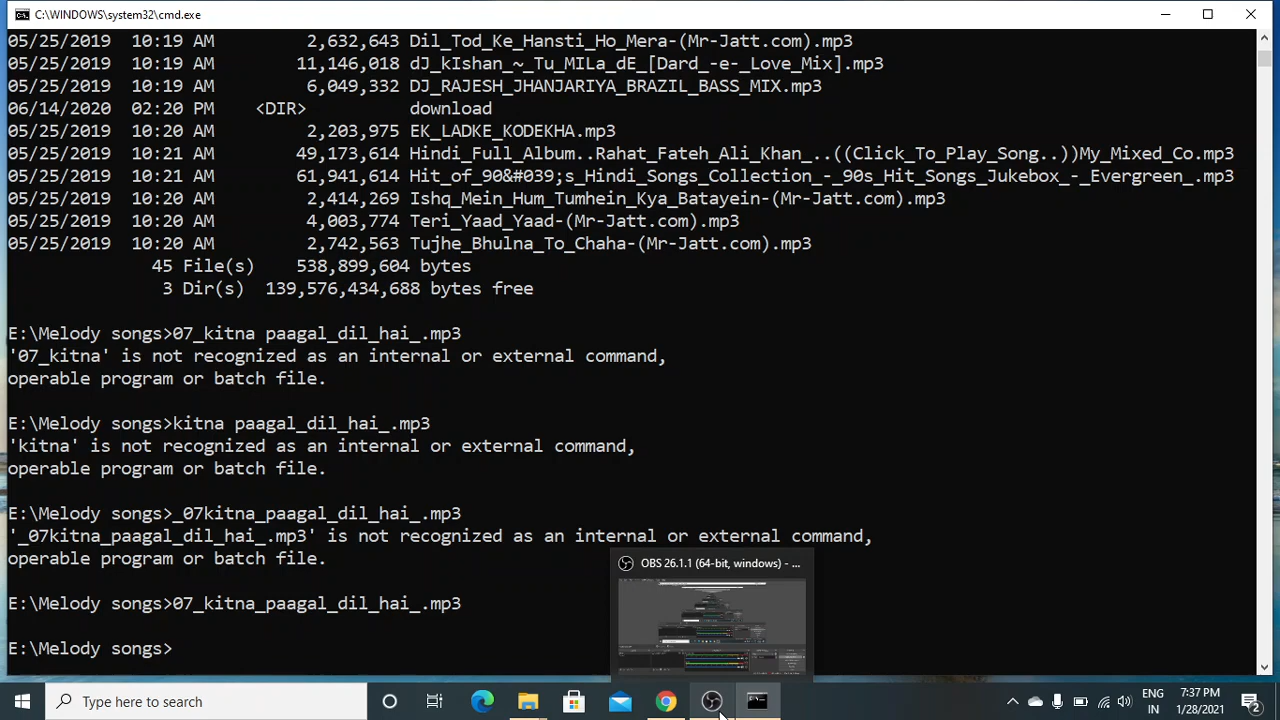 C:\WINDOWS\system32\cmd.exe
05/25/2019 10:19 AM 2,632,643 Dil_Tod_Ke_Hansti_Ho_Mera-(Mr-Jatt.com).mp3
05/25/2019 10:19 AM 11,146,018 dJ_kIshan_~_Tu_MILa_dE_[Dard_-e-_Love_Mix].mp3
05/25/2019 10:19 AM 6,049,332 DJ_RAJESH_JHANJARIYA_BRAZIL_BASS_MIX.mp3
06/14/2020 02:20 PM <DIR> download
05/25/2019 10:20 AM 2,203,975 EK_LADKE_KODEKHA.mp3
05/25/2019 10:21 AM 49,173,614 Hindi_Full_Album..Rahat_Fateh_Ali_Khan_..((Click_To_Play_Song..))My_Mixed_Co.mp3
05/25/2019 10:21 AM 61,941,614 Hit_of_90&#039;s_Hindi_Songs_Collection_-_90s_Hit_Songs_Jukebox_-_Evergreen_.mp3
05/25/2019 10:20 AM 2,414,269 Ishq_Mein_Hum_Tumhein_Kya_Batayein-(Mr-Jatt.com).mp3
05/25/2019 10:20 AM 4,003,774 Teri_Yaad_Yaad-(Mr-Jatt.com).mp3
05/25/2019 10:20 AM 2,742,563 Tujhe_Bhulna_To_Chaha-(Mr-Jatt.com).mp3
45 File(s) 538,899,604 bytes
3 Dir(s) 139,576,434,688 bytes free
E:\Melody songs>07_kitna paagal_dil_hai_.mp3
'07_kitna' is not recognized as an internal or external command,
operable program or batch file.
E:\Melody songs>kitna paagal_dil_hai_.mp3
'kitna' is not recognized as an internal or external command,
operable program or batch file.
E:\Melody songs>_07kitna_paagal_dil_hai_.mp3
'_07kitna_paagal_dil_hai_.mp3' is not recognized as an internal or external command,
operable program or batch file.
OBS 26.1.1 (64-bit, windows) - ...
E:\Melody songs>07_kitna_paagal_dil_hai_.mp3
E:\Melody songs>
Type here to search
ENG
IN
7:37 PM
1/28/2021
2